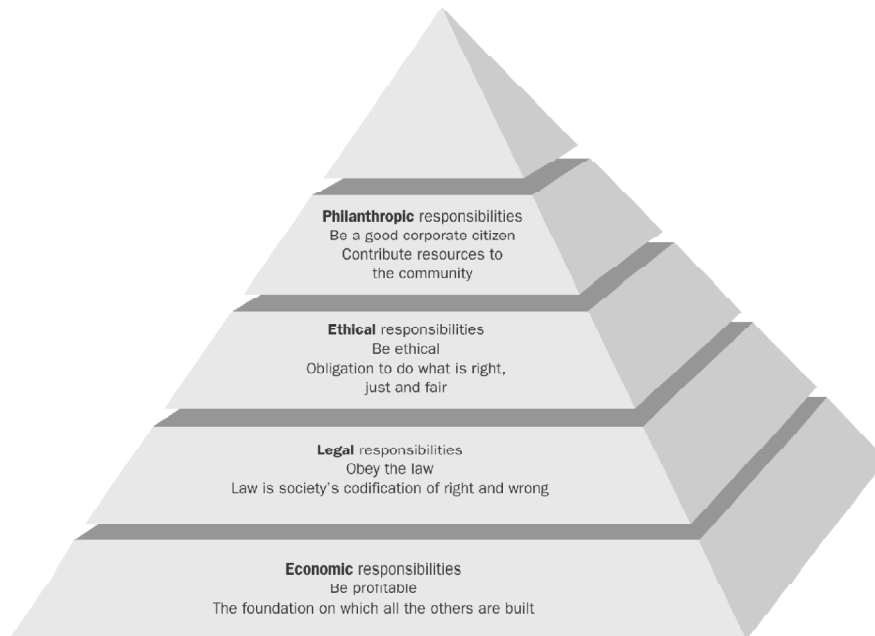 Philanthropic responsibilities
Be a good corporate citizen
Contribute resources to
the community
Ethical responsibilities
Be ethical
Obligation to do what is right,
just and fair
Legal responsibilities
Obey the law
Law is society's codification of right and wrong
Economic responsibilities
Be profitable
The foundation on which all the others are built